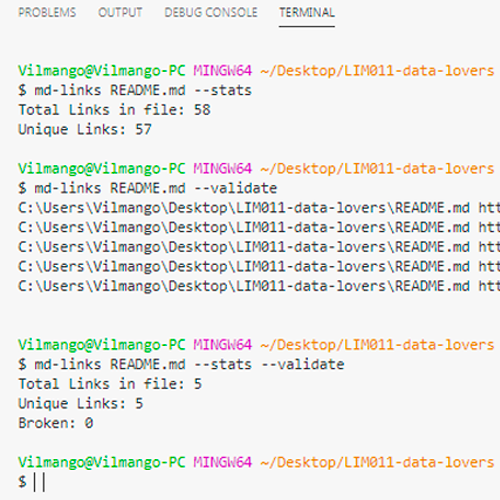 PROBLEMS OUTPUT DEBUG CONSOLE TERMINAL
Vilmango@Vilmango-PC MINGW64 ~/Desktop/LIM011-data-lovers
$ md-links README.md --stats
Total Links in file: 58
Unique Links: 57
Vilmango@Vilmango-PC MINGW64 ~/Desktop/LIM011-data-lovers
$ md-links README.md --validate
C:\Users\Vilmango\Desktop\LIM011-data-lovers\README.md htt
C:\Users\Vilmango\Desktop\LIM011-data-lovers\README.md htt
C:\Users\Vilmango\Desktop\LIM011-data-lovers\README.md htt
C:\Users\Vilmango\Desktop\LIM011-data-lovers\README.md htt
C:\Users\Vilmango\Desktop\LIM011-data-lovers\README.md htt
Vilmango@Vilmango-PC MINGW64 ~/Desktop/LIM011-data-lovers
$ md-links README.md --stats --validate
Total Links in file: 5
Unique Links: 5
Broken: 0
Vilmango@Vilmango-PC MINGW64 ~/Desktop/LIM011-data-lovers
$